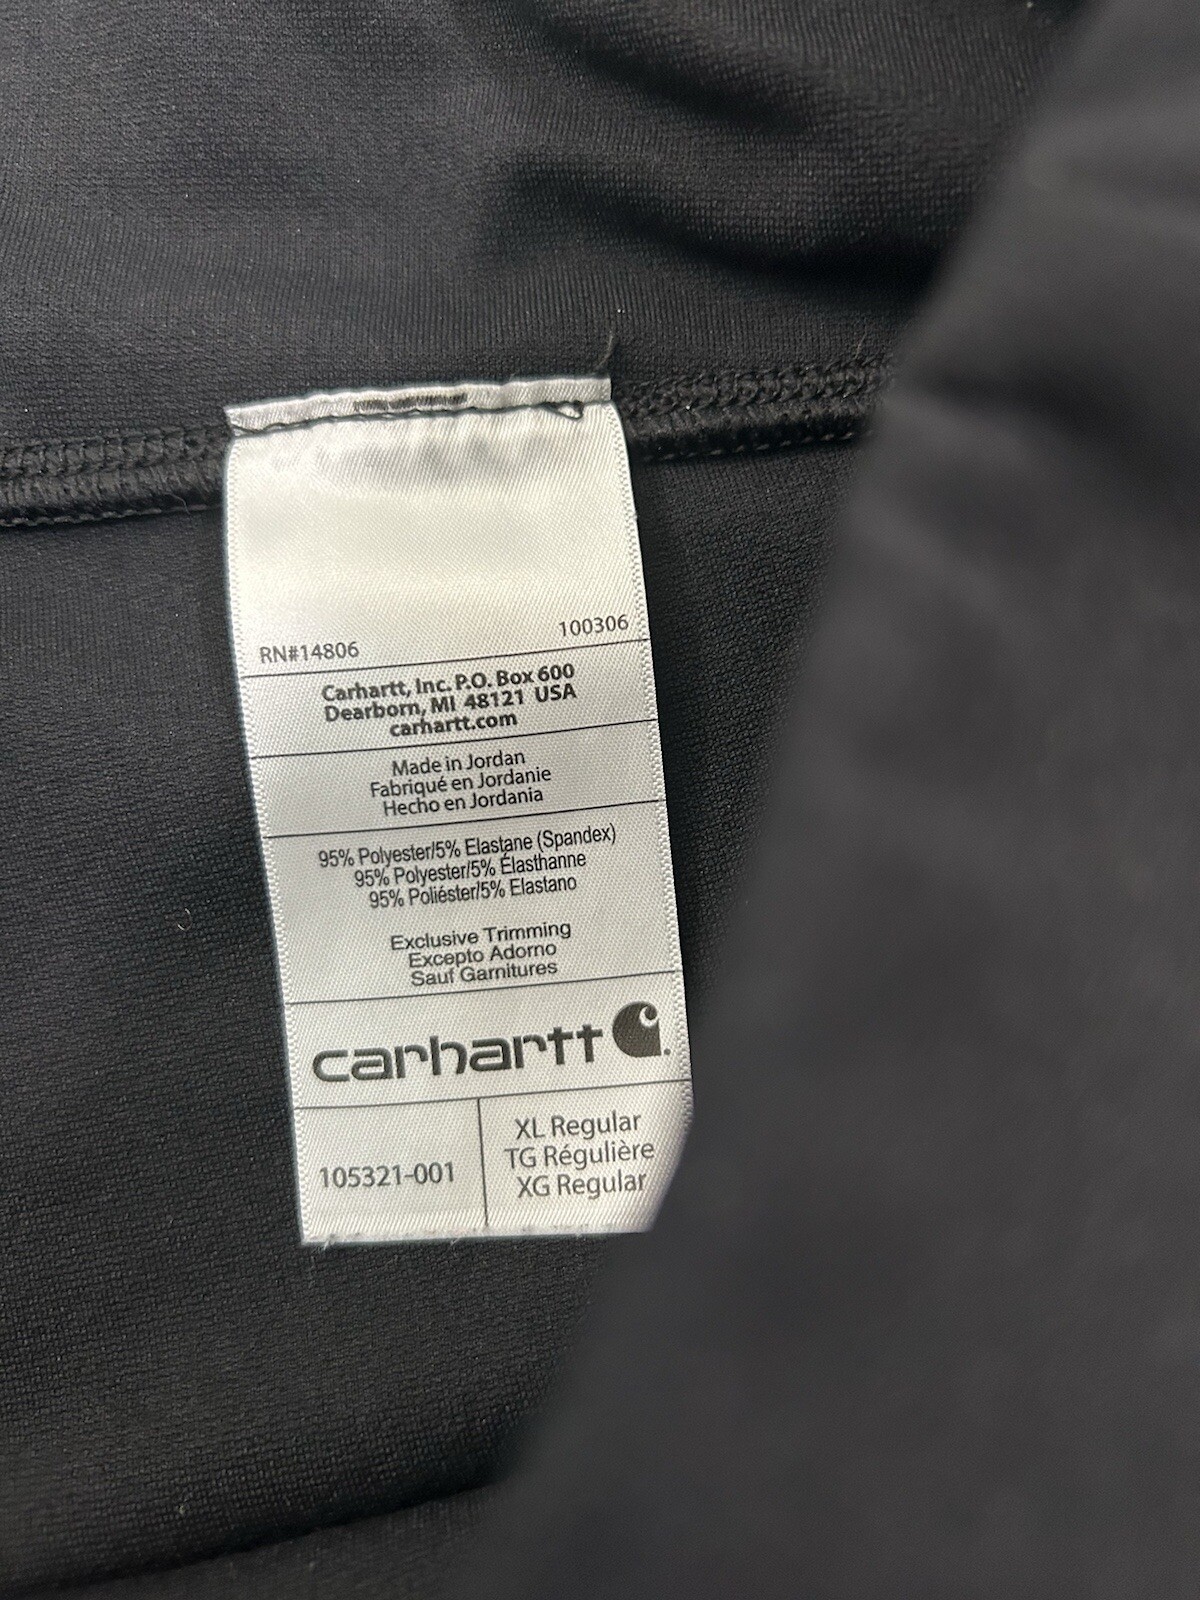 RN#14806 100306
Carhartt, Inc. P.O. Box 600
Dearborn, MI 48121 USA
carhartt.com
Made in Jordan
Fabriqué en Jordanie
Hecho en Jordania
95% Polyester/5% Elastane (Spandex)
95% Polyester/5% Élasthanne
95% Poliéster/5% Elastano
Exclusive Trimming
Excepto Adorno
Sauf Garnitures
carhartt
105321-001
XL Regular
TG Régulière
XG Regular